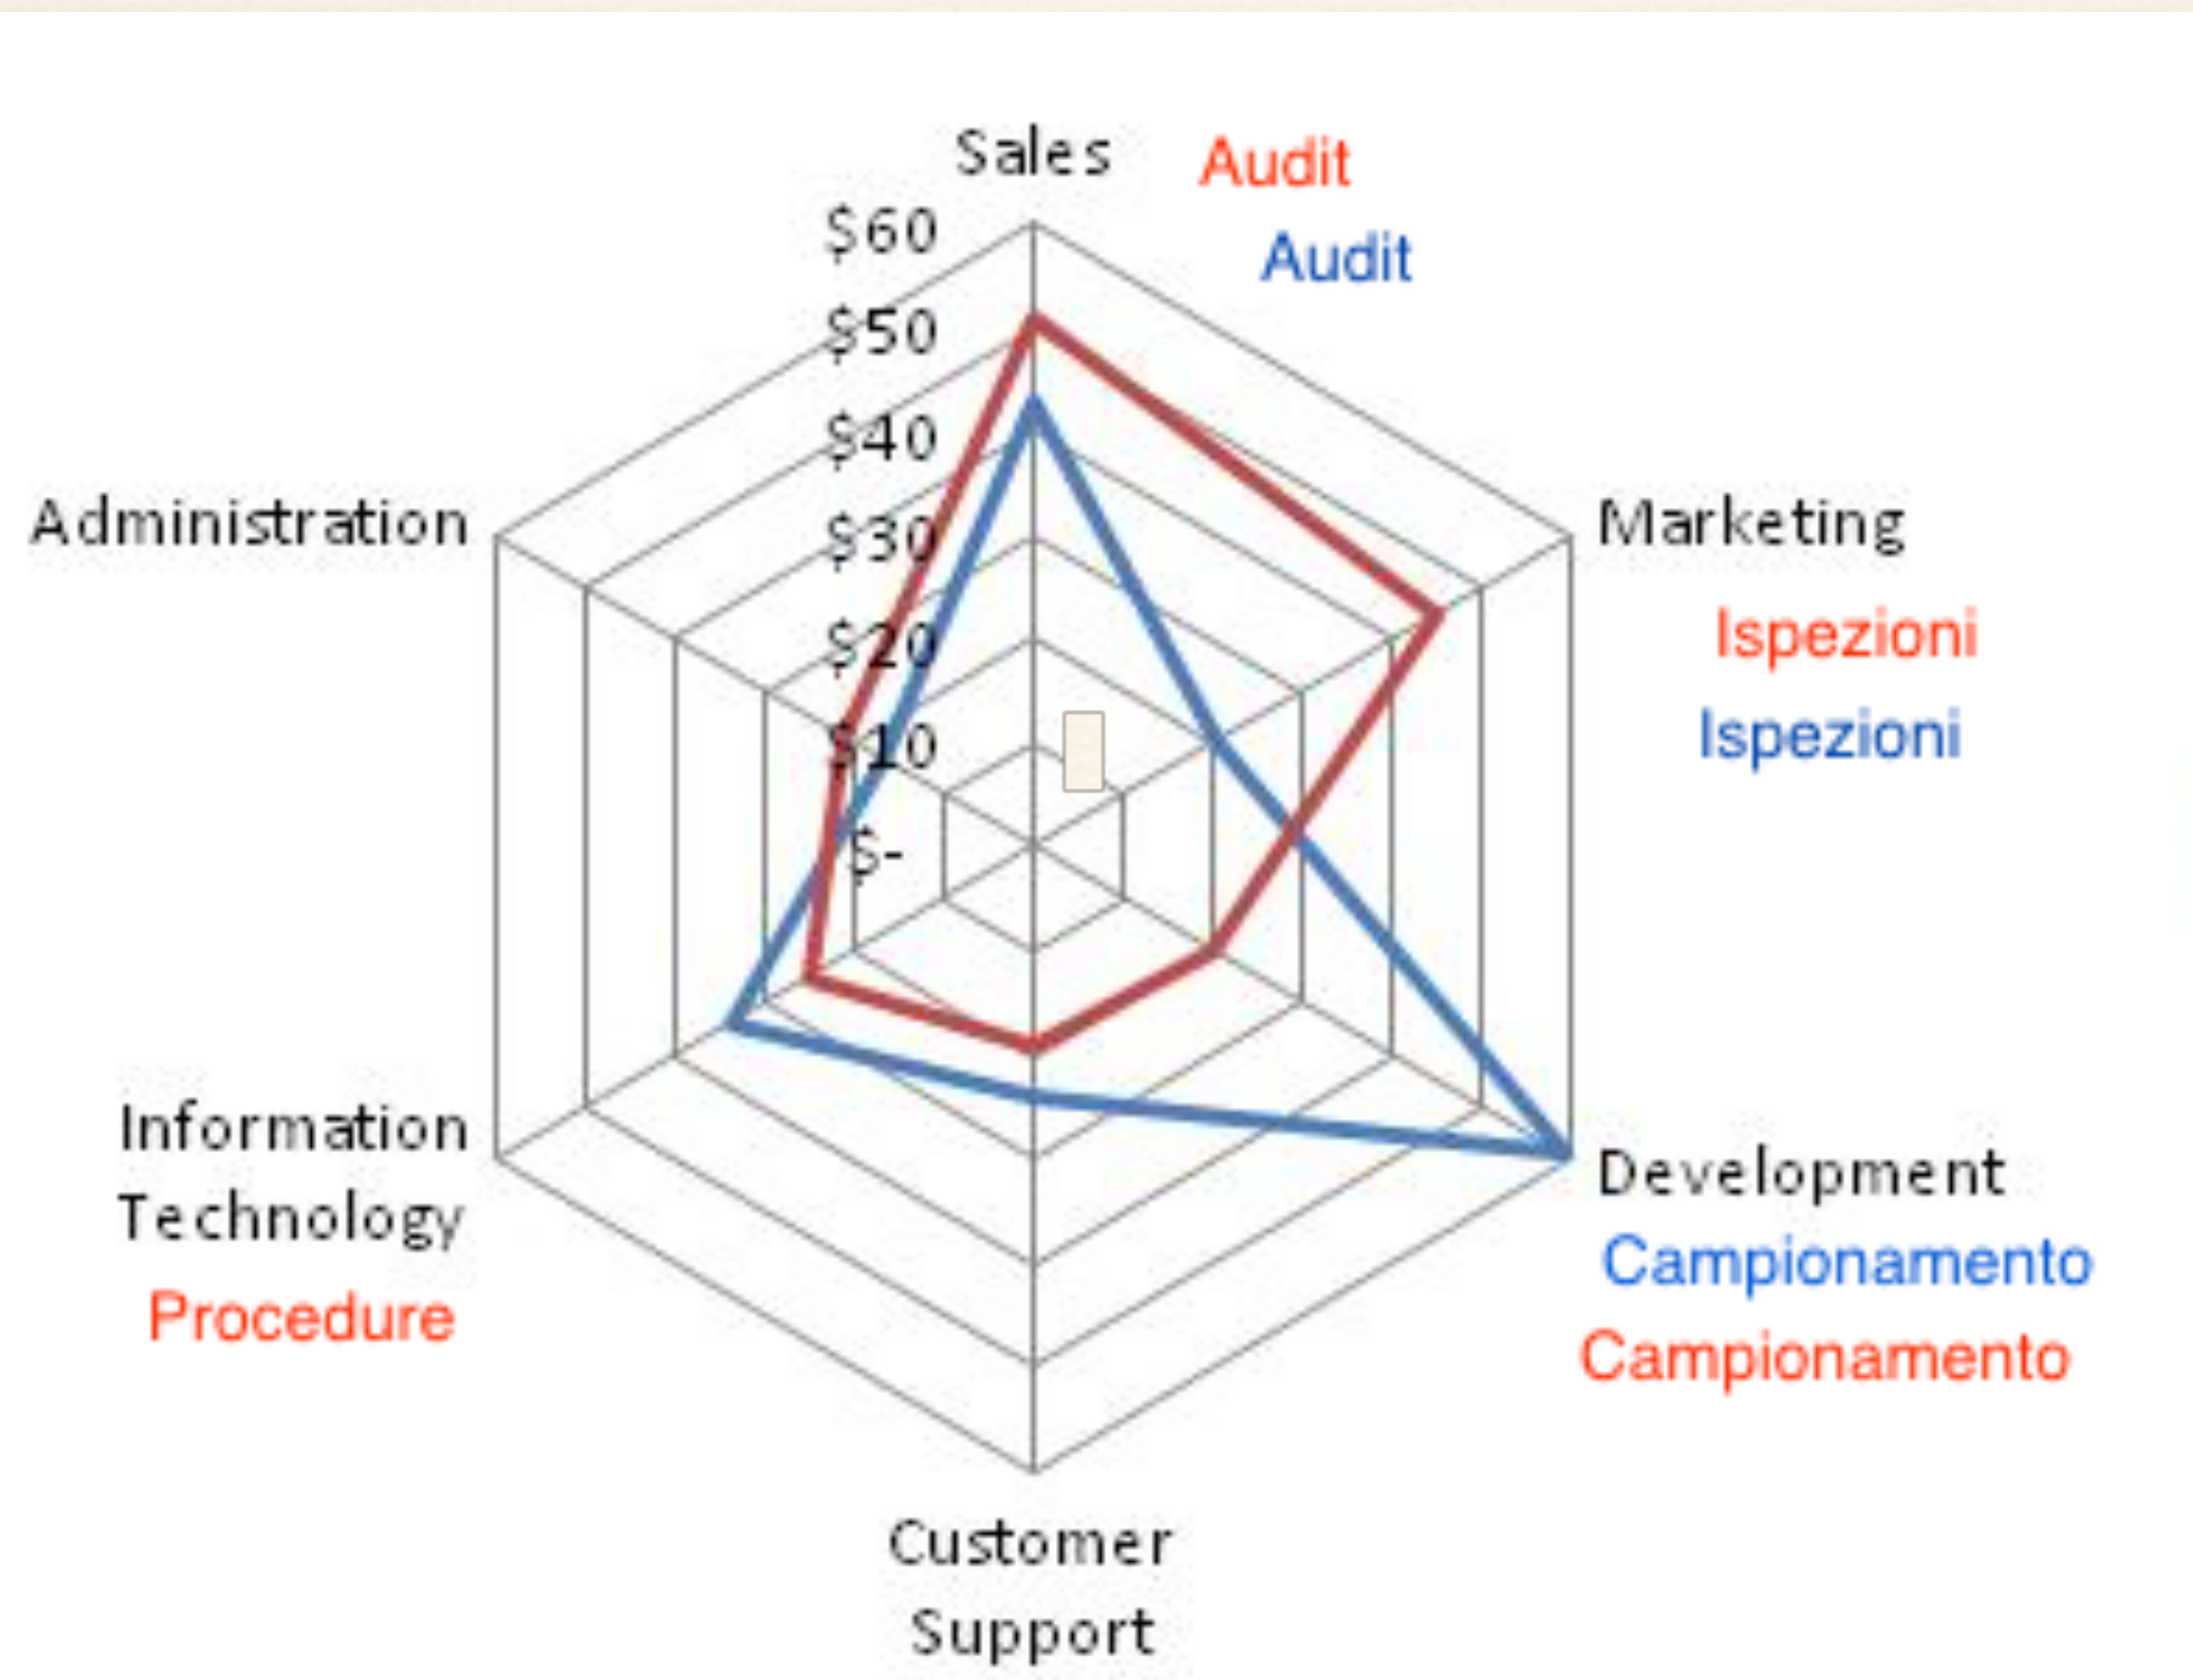 Sales
Audit
$60
Audit
$50
$40
$30
$20
$10
$-
Administration
Marketing
Ispezioni
Ispezioni
Information
Technology
Procedure
Development
Campionamento
Campionamento
Customer
Support